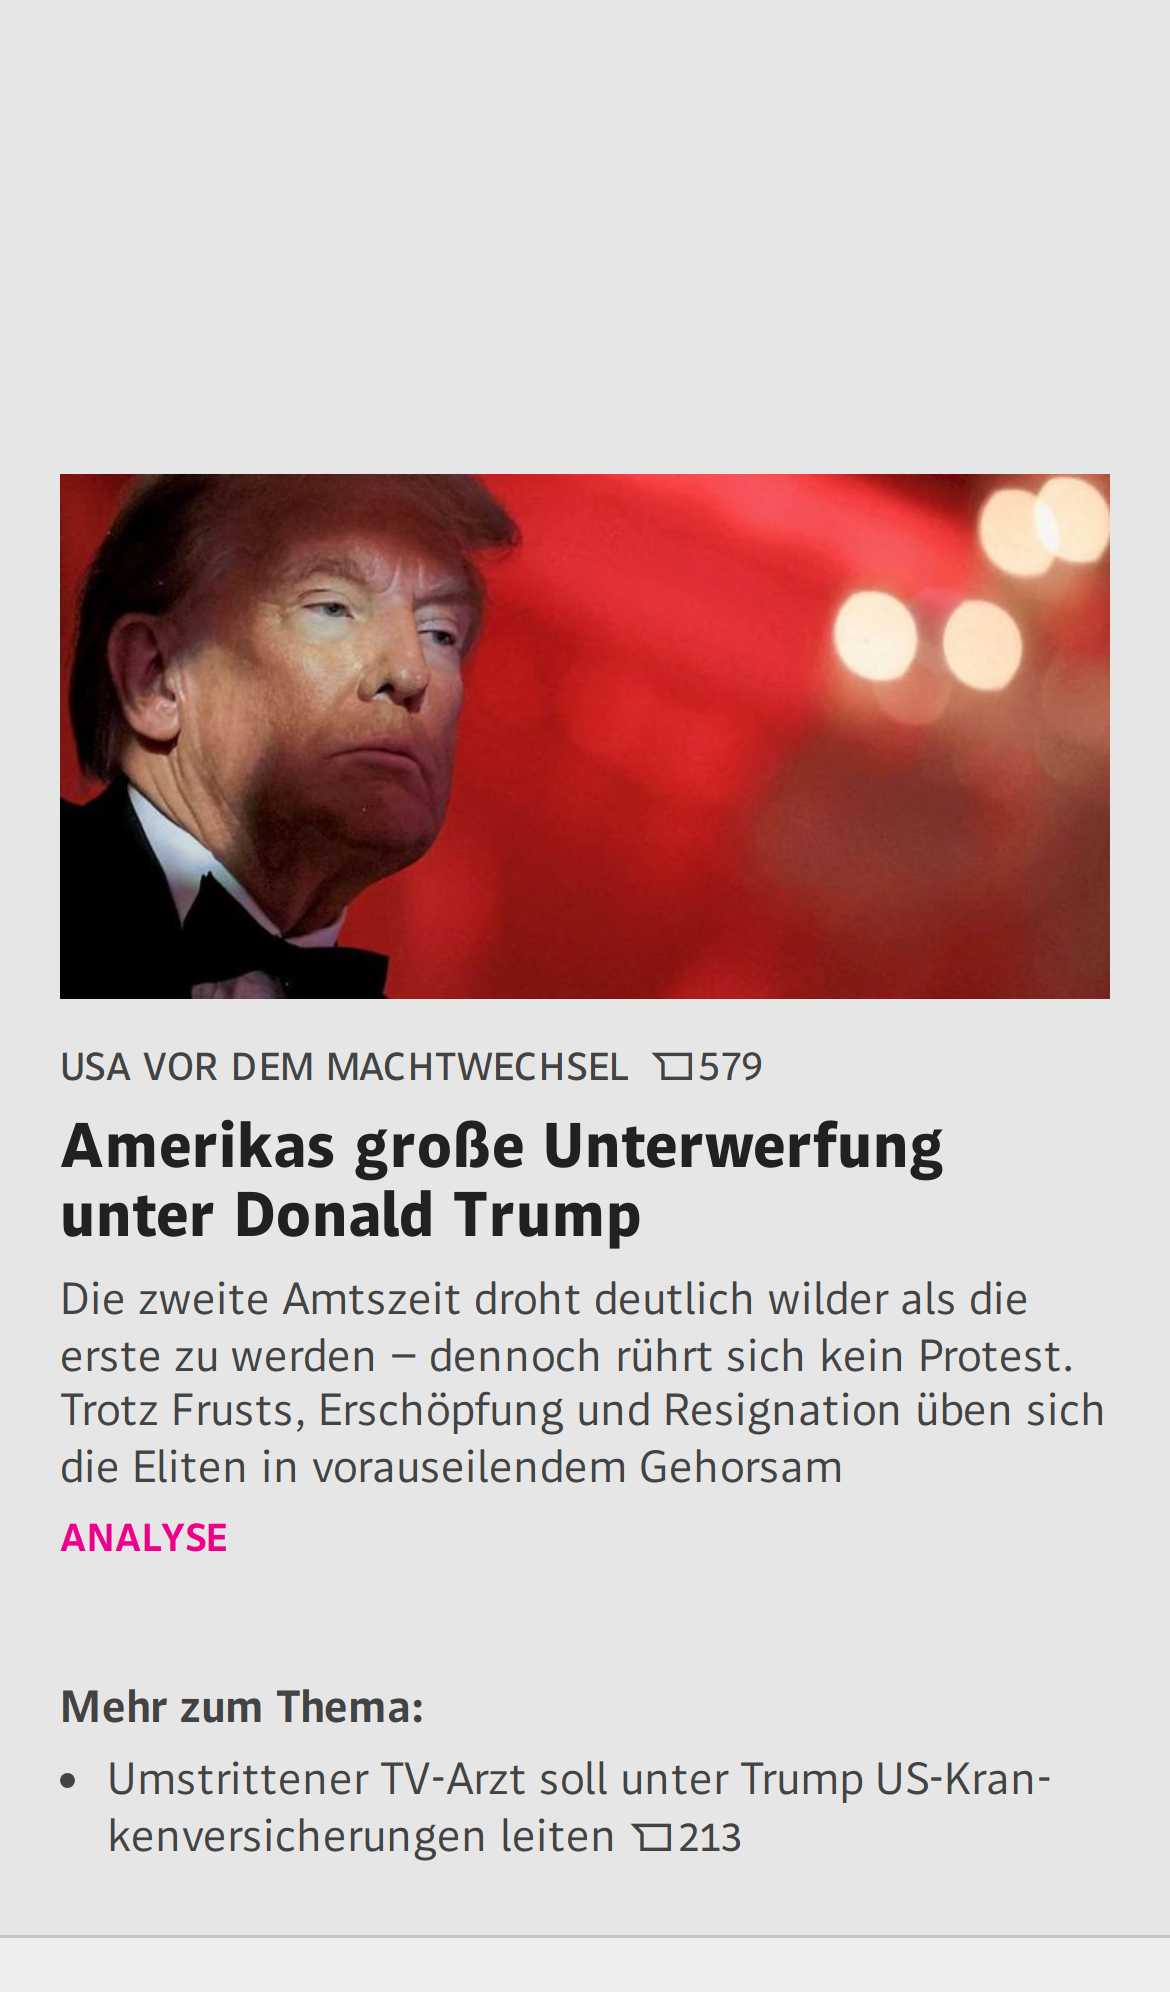 USA VOR DEM MACHTWECHSEL 579
Amerikas große Unterwerfung
unter Donald Trump
Die zweite Amtszeit droht deutlich wilder als die
erste zu werden – dennoch rührt sich kein Protest.
Trotz Frusts, Erschöpfung und Resignation üben sich
die Eliten in vorauseilendem Gehorsam
ANALYSE
Mehr zum Thema:
• Umstrittener TV-Arzt soll unter Trump US-Kran-
kenversicherungen leiten 213